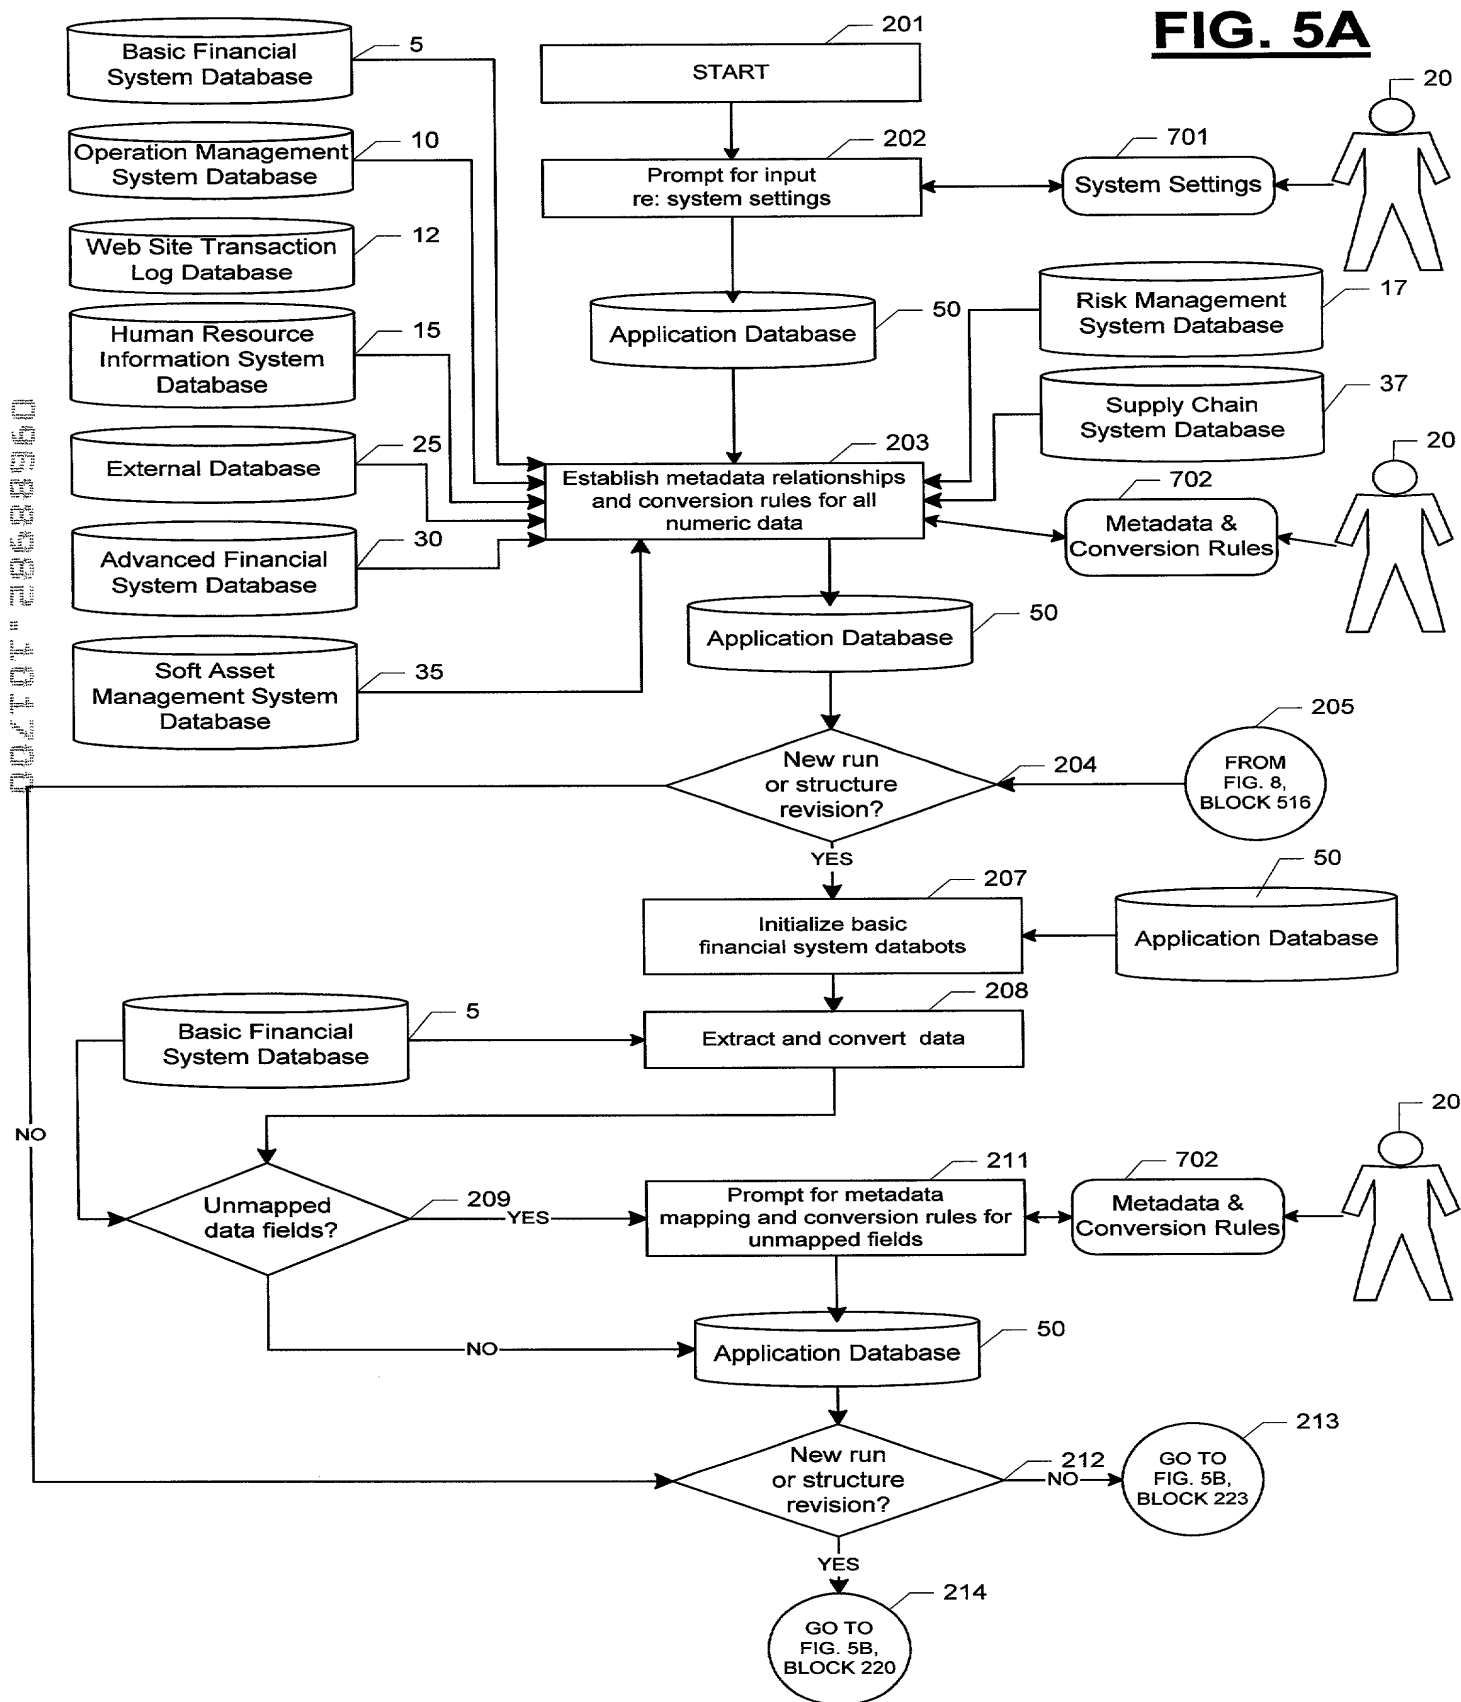 FIG. 5A
Basic Financial
System Database
5
201
START
20
Operation Management
System Database
10
202
Prompt for input
re: system settings
701
System Settings
Web Site Transaction
Log Database
12
50
Application Database
Risk Management
System Database
17
Human Resource
Information System
Database
15
Supply Chain
System Database
37
External Database
25
203
Establish metadata relationships
and conversion rules for all
numeric data
702
Metadata &
Conversion Rules
20
Advanced Financial
System Database
30
50
Application Database
Soft Asset
Management System
Database
35
New run
or structure
revision?
204
205
FROM
FIG. 8,
BLOCK 516
YES
207
Initialize basic
financial system databots
50
Application Database
208
Extract and convert data
Basic Financial
System Database
5
NO
Unmapped
data fields?
209
YES
211
Prompt for metadata
mapping and conversion rules for
unmapped fields
702
Metadata &
Conversion Rules
20
NO
50
Application Database
New run
or structure
revision?
212
NO
213
GO TO
FIG. 5B,
BLOCK 223
YES
214
GO TO
FIG. 5B,
BLOCK 220